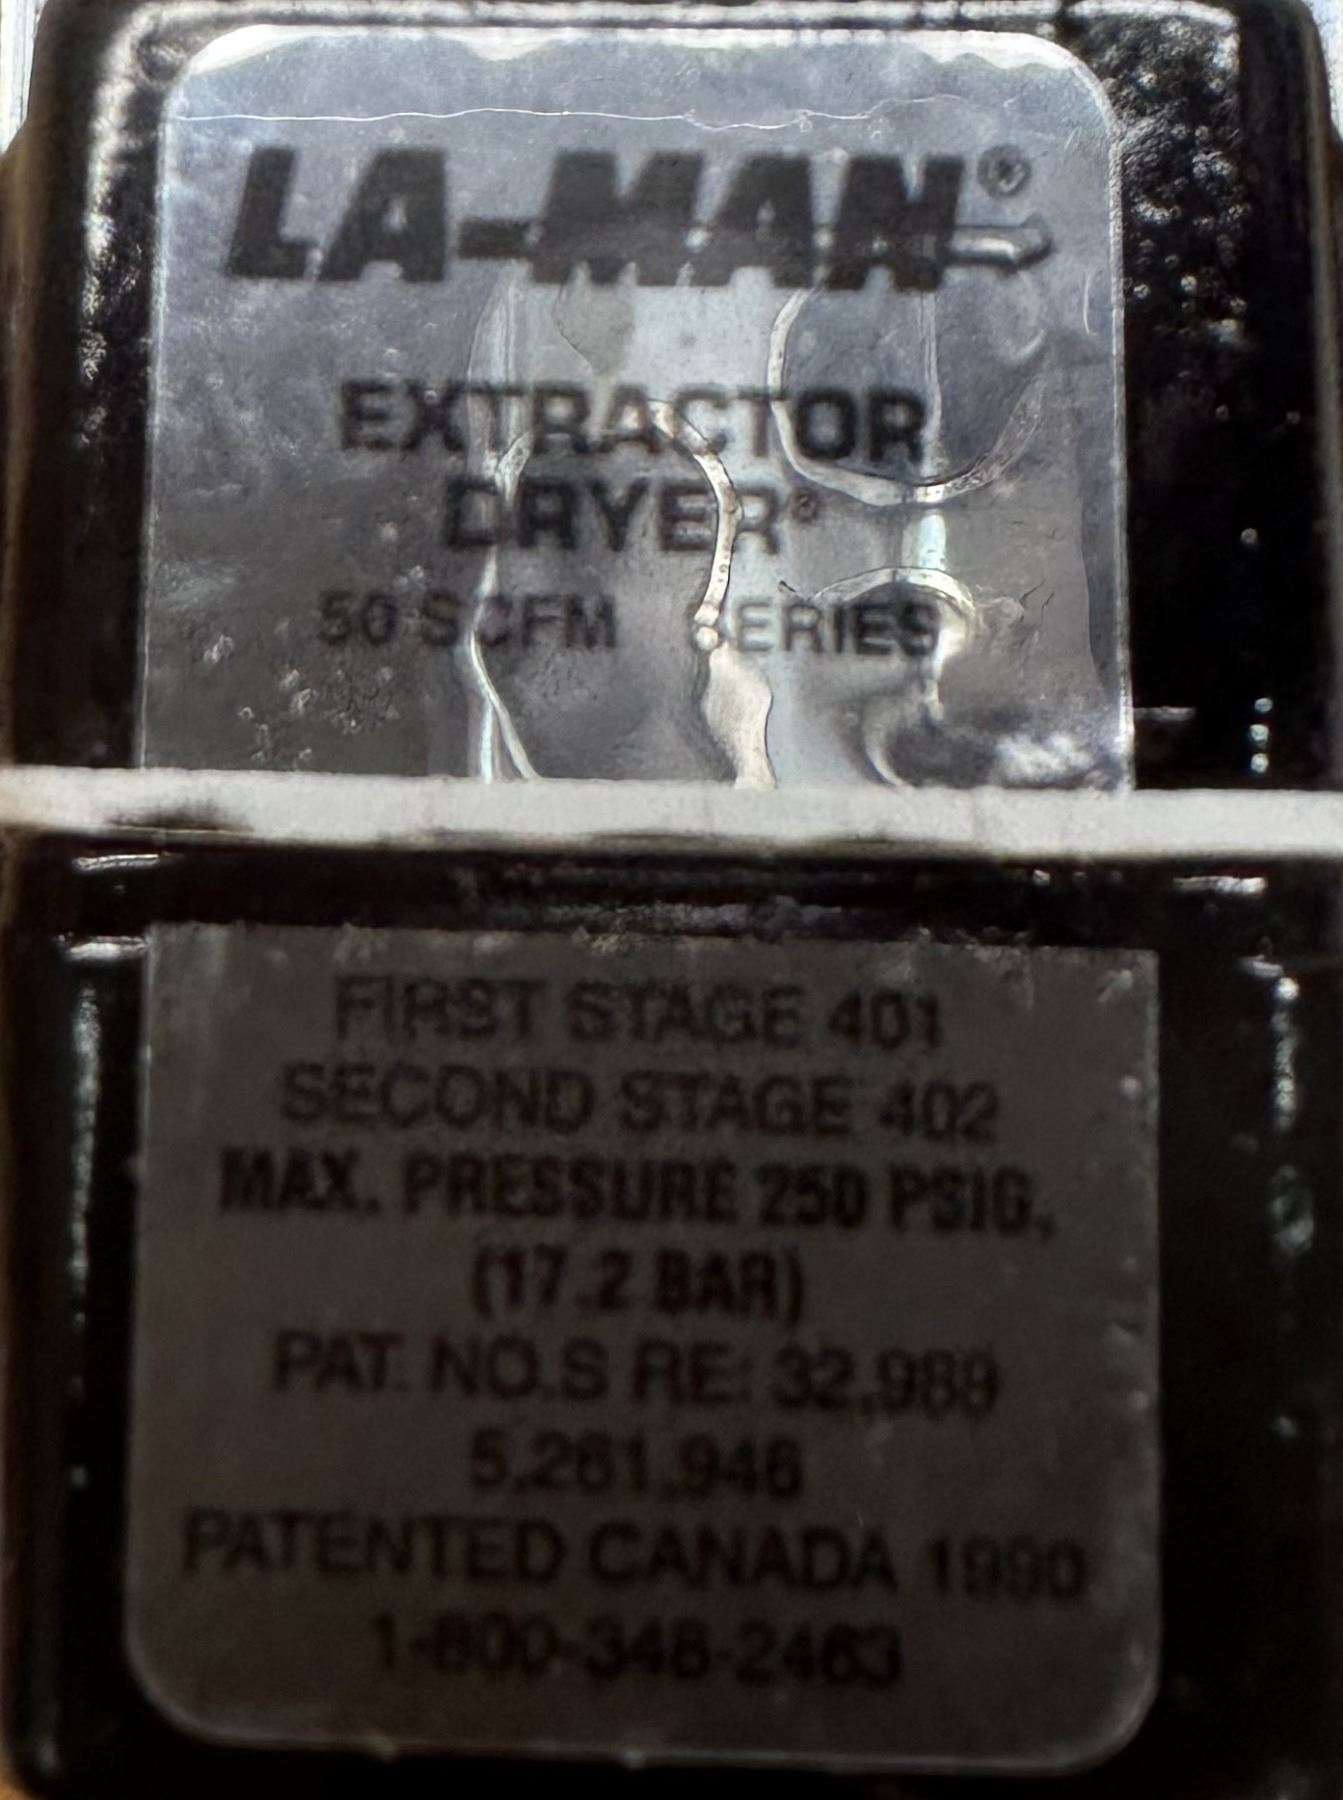 LA-MAN®
EXTRACTOR
DRYER®
50 SCFM SERIES
FIRST STAGE 401
SECOND STAGE 402
MAX. PRESSURE 250 PSIG,
(17.2 BAR)
PAT. NO.S RE: 32,989
5,261,946
PATENTED CANADA 1990
1-800-348-2463